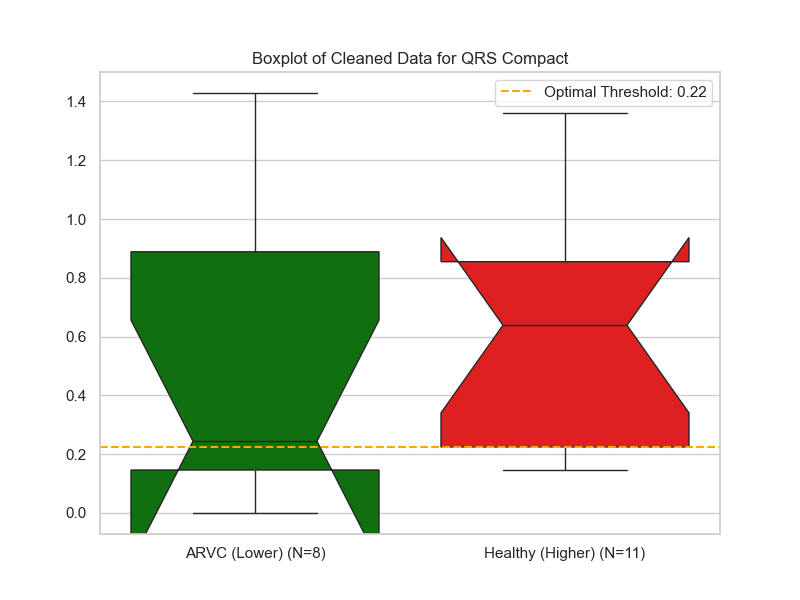 Boxplot of Cleaned Data for QRS Compact
Optimal Threshold: 0.22
1.4
1.2
1.0
0.8
0.6
0.4
0.2
0.0
ARVC (Lower) (N=8)
Healthy (Higher) (N=11)